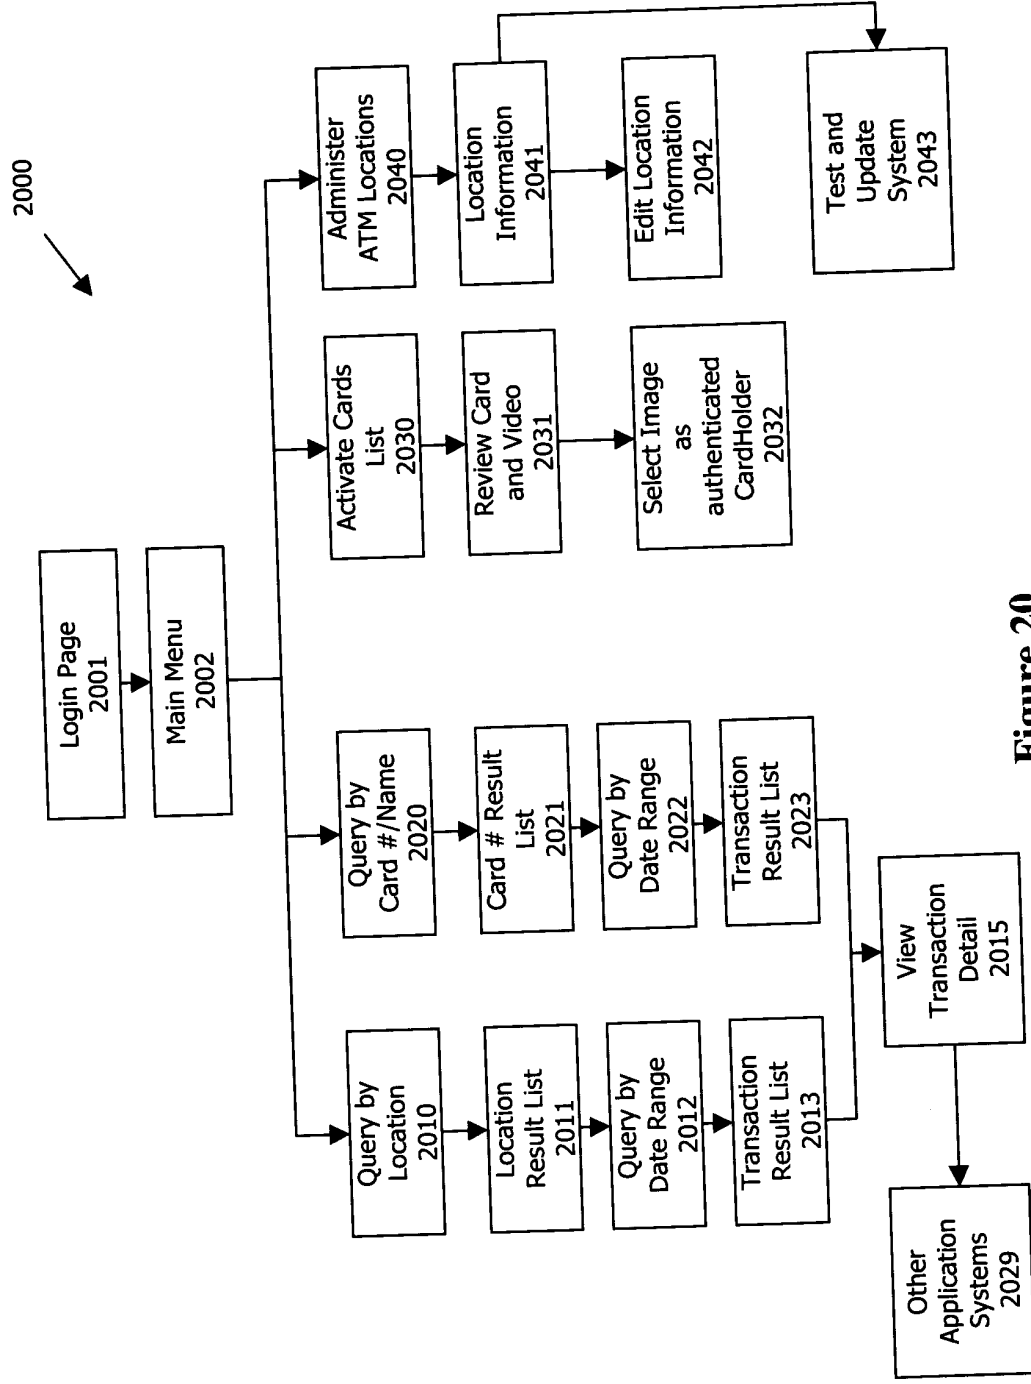 2000
Login Page
2001
Main Menu
2002
Query by
Location
2010
Location
Result List
2011
Query by
Date Range
2012
Transaction
Result List
2013
Query by
Card #/Name
2020
Card # Result
List
2021
Query by
Date Range
2022
Transaction
Result List
2023
View
Transaction
Detail
2015
Other
Application
Systems
2029
Activate Cards
List
2030
Review Card
and Video
2031
Select Image
as
authenticated
CardHolder
2032
Administer
ATM Locations
2040
Location
Information
2041
Edit Location
Information
2042
Test and
Update
System
2043
Figure 20